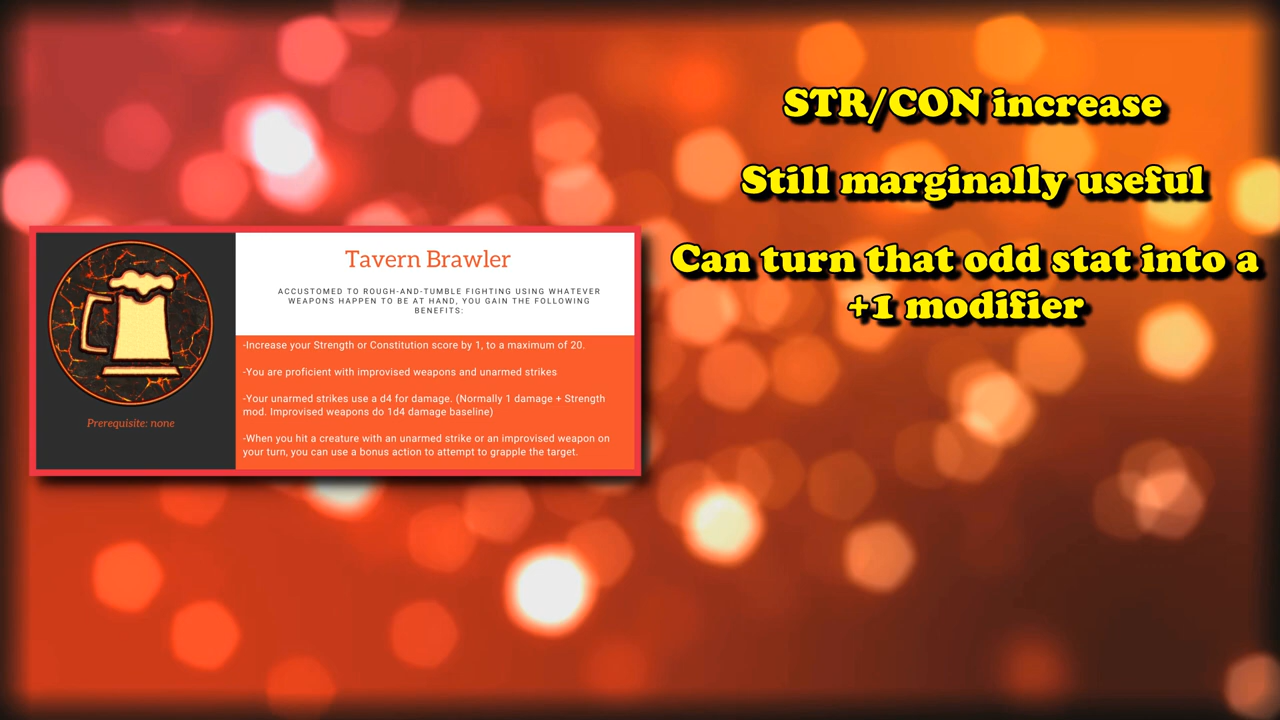 Tavern Brawler
ACCUSTOMED TO ROUGH-AND-TUMBLE FIGHTING USING WHATEVER
WEAPONS HAPPEN TO BE AT HAND, YOU GAIN THE FOLLOWING
BENEFITS:
Prerequisite: none
-Increase your Strength or Constitution score by 1, to a maximum of 20.
-You are proficient with improvised weapons and unarmed strikes
-Your unarmed strikes use a d4 for damage. (Normally 1 damage + Strength
mod. Improvised weapons do 1d4 damage baseline)
-When you hit a creature with an unarmed strike or an improvised weapon on
your turn, you can use a bonus action to attempt to grapple the target.
STR/CON increase
Still marginally useful
Can turn that odd stat into a
+1 modifier